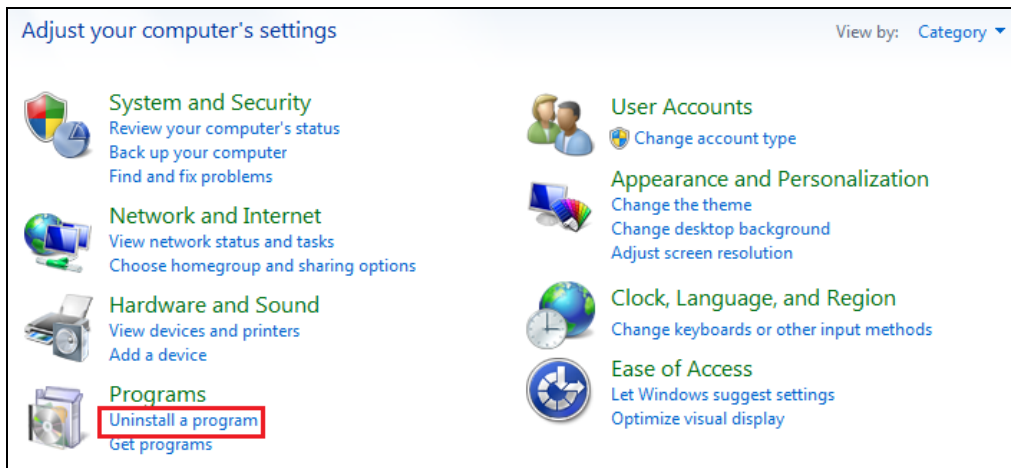 Adjust your computer's settings
View by: Category
System and Security
Review your computer's status
Back up your computer
Find and fix problems
Network and Internet
View network status and tasks
Choose homegroup and sharing options
Hardware and Sound
View devices and printers
Add a device
Programs
Uninstall a program
Get programs
User Accounts
Change account type
Appearance and Personalization
Change the theme
Change desktop background
Adjust screen resolution
Clock, Language, and Region
Change keyboards or other input methods
Ease of Access
Let Windows suggest settings
Optimize visual display